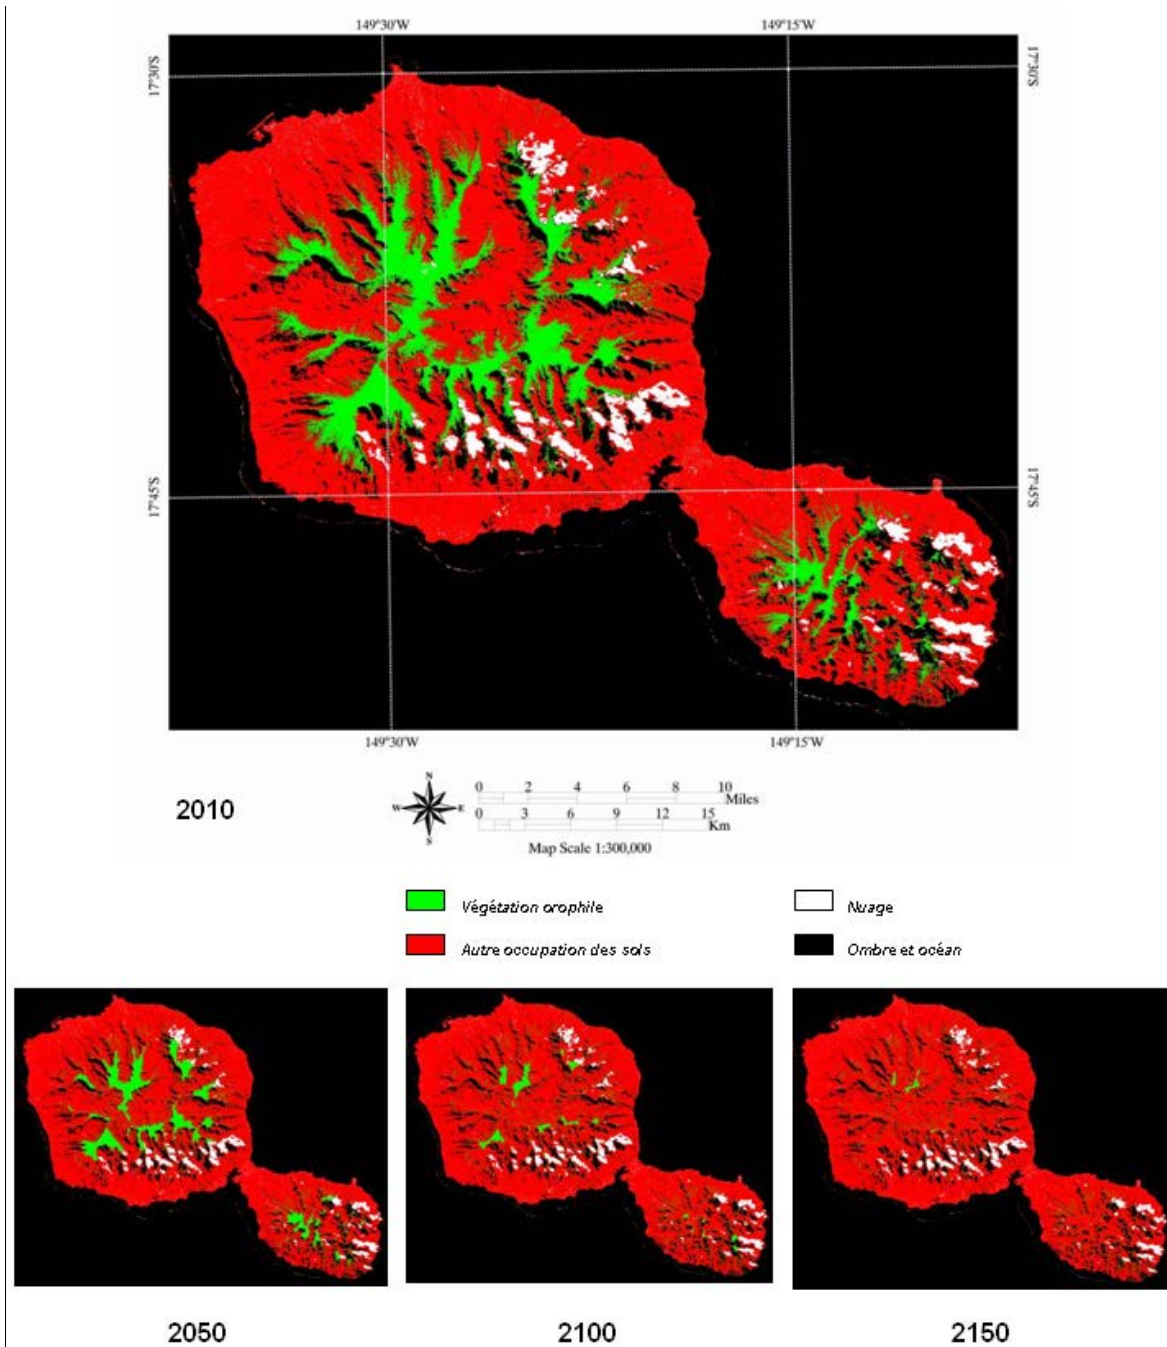 149°30'W 149°15'W
17°30'S 17°30'S
17°45'S 17°45'S
149°30'W 149°15'W
2010
N
W E
S
0 2 4 6 8 10
Miles
0 3 6 9 12 15
Km
Map Scale 1:300,000
Végétation orophile Nuage
Autre occupation des sols Ombre et océan
2050 2100 2150